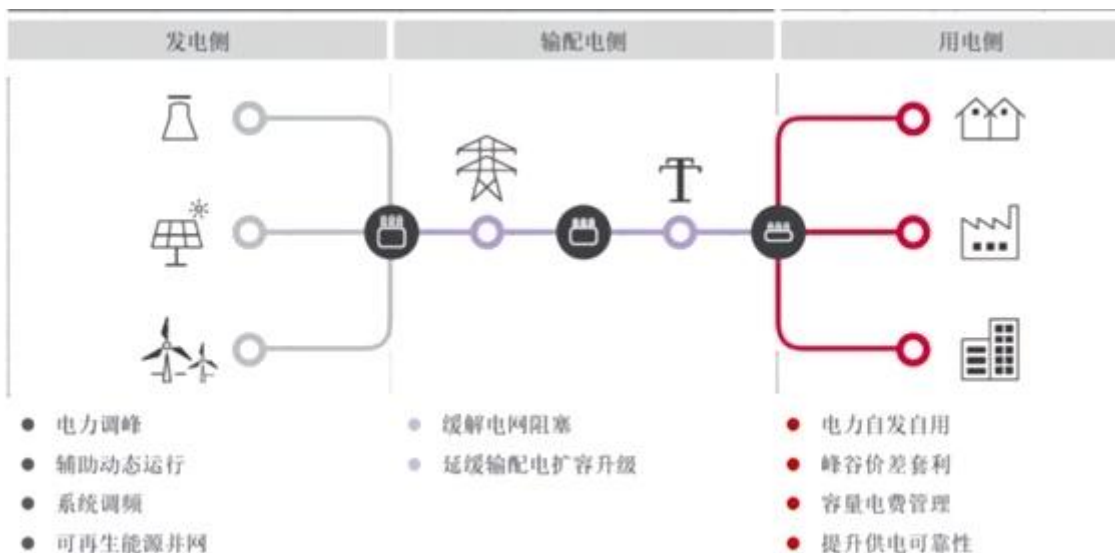 发电侧
输配电侧
用电侧
电力调峰
辅助动态运行
系统调频
可再生能源并网
缓解电网阻塞
延缓输配电扩容升级
电力自发自用
峰谷价差套利
容量电费管理
提升供电可靠性